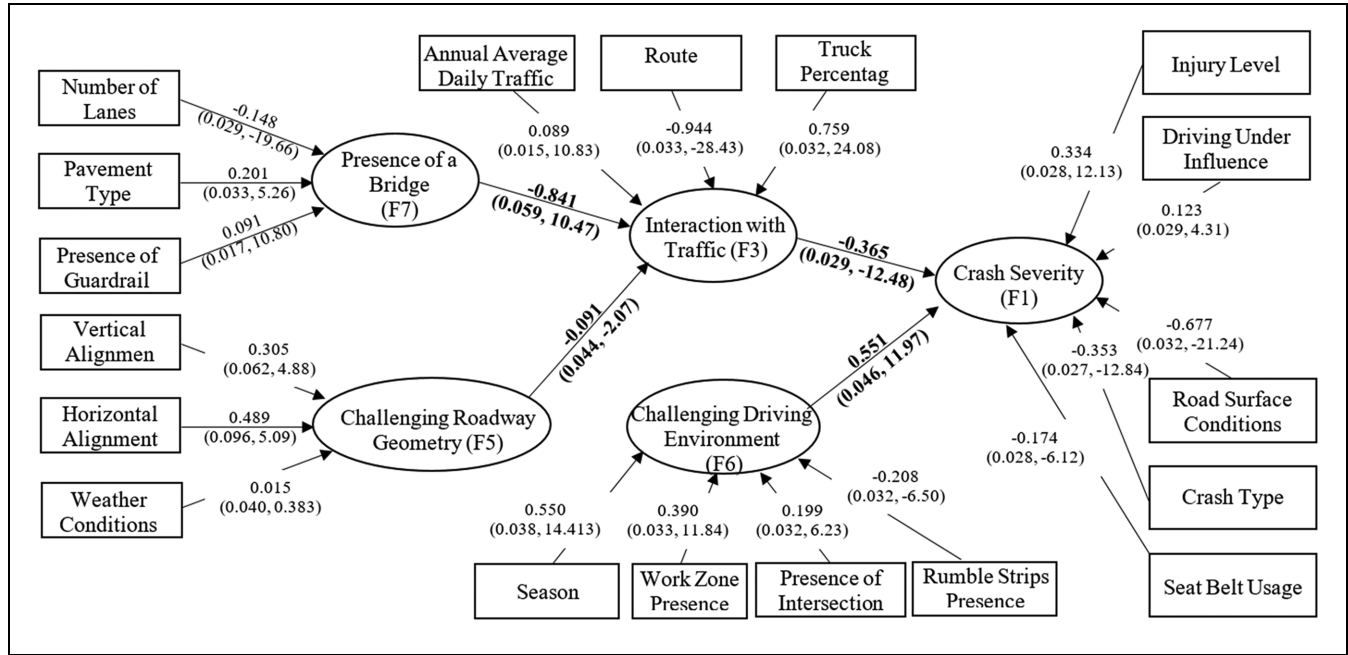 Number of
Lanes
-0.148
(0.029, -19.66)
Pavement
Type
0.201
(0.033, 5.26)
Presence of
Guardrail
0.091
(0.017, 10.80)
Presence of a
Bridge
(F7)
-0.841
(0.059, 10.47)
Annual Average
Daily Traffic
0.089
(0.015, 10.83)
Route
-0.944
(0.033, -28.43)
Truck
Percentag
0.759
(0.032, 24.08)
Interaction with
Traffic (F3)
-0.365
(0.029, -12.48)
Vertical
Alignmen
0.305
(0.062, 4.88)
Horizontal
Alignment
0.489
(0.096, 5.09)
Weather
Conditions
0.015
(0.040, 0.383)
Challenging Roadway
Geometry (F5)
-0.091
(0.044, -2.07)
Challenging Driving
Environment
(F6)
0.551
(0.046, 11.97)
0.550
(0.038, 14.413)
Season
0.390
(0.033, 11.84)
Work Zone
Presence
0.199
(0.032, 6.23)
Presence of
Intersection
-0.208
(0.032, -6.50)
Rumble Strips
Presence
Injury Level
0.334
(0.028, 12.13)
Driving Under
Influence
0.123
(0.029, 4.31)
Crash Severity
(F1)
-0.677
(0.032, -21.24)
Road Surface
Conditions
-0.353
(0.027, -12.84)
Crash Type
-0.174
(0.028, -6.12)
Seat Belt Usage